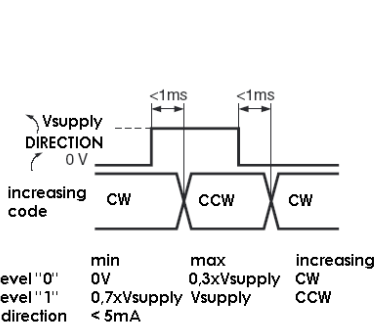 <1ms <1ms
Vsupply
DIRECTION
0 V
increasing
code
CW CCW CW
min max increasing
evel "0" 0V 0,3xVsupply CW
evel "1" 0,7xVsupply Vsupply CCW
direction < 5mA